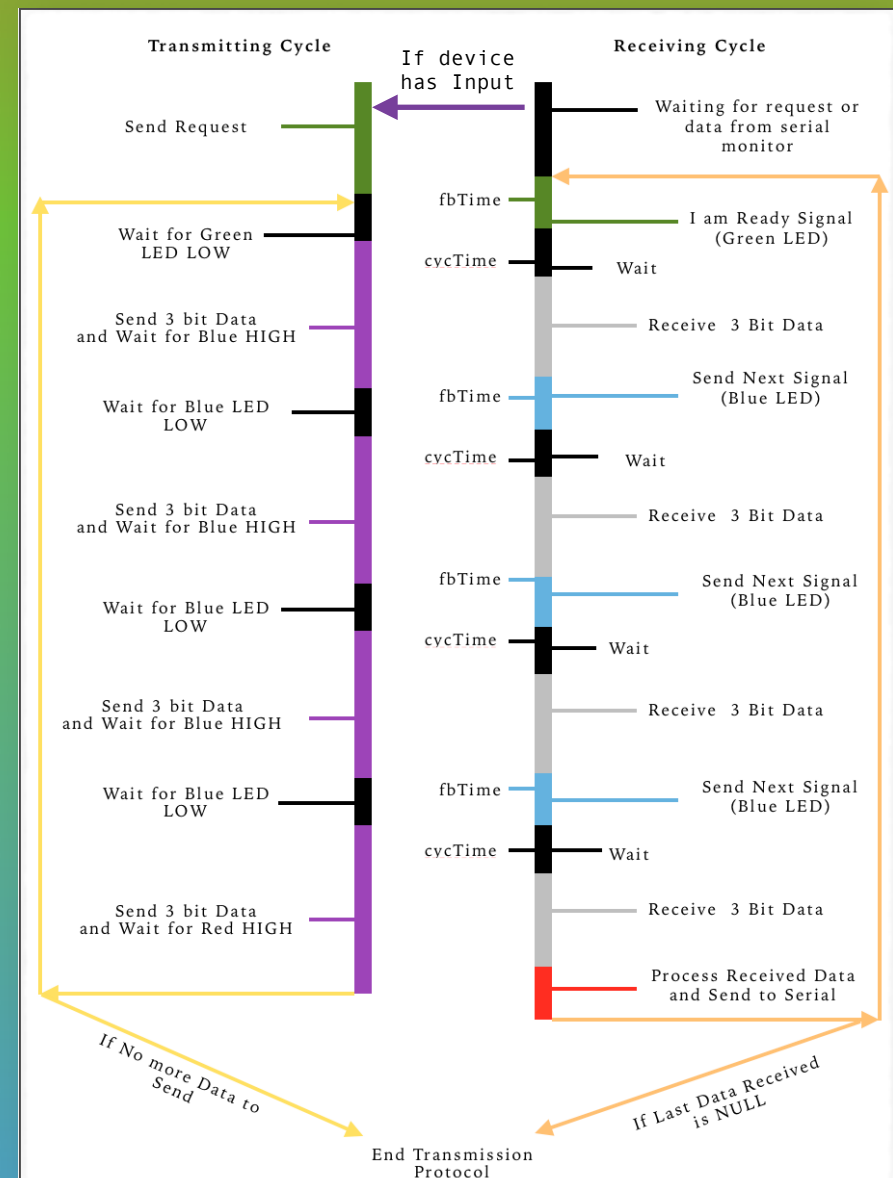 Transmitting Cycle
If device
has Input
Receiving Cycle
Send Request
Waiting for request or
data from serial
monitor
fbTime
I am Ready Signal
(Green LED)
Wait for Green
LED LOW
cycTime
Wait
Send 3 bit Data
and Wait for Blue HIGH
Receive 3 Bit Data
Wait for Blue LED
LOW
fbTime
Send Next Signal
(Blue LED)
cycTime
Wait
Send 3 bit Data
and Wait for Blue HIGH
Receive 3 Bit Data
Wait for Blue LED
LOW
fbTime
Send Next Signal
(Blue LED)
cycTime
Wait
Send 3 bit Data
and Wait for Blue HIGH
Receive 3 Bit Data
Wait for Blue LED
LOW
fbTime
Send Next Signal
(Blue LED)
cycTime
Wait
Send 3 bit Data
and Wait for Red HIGH
Receive 3 Bit Data
Process Received Data
and Send to Serial
If No more Data to
Send
If Last Data Received
is NULL
End Transmission
Protocol